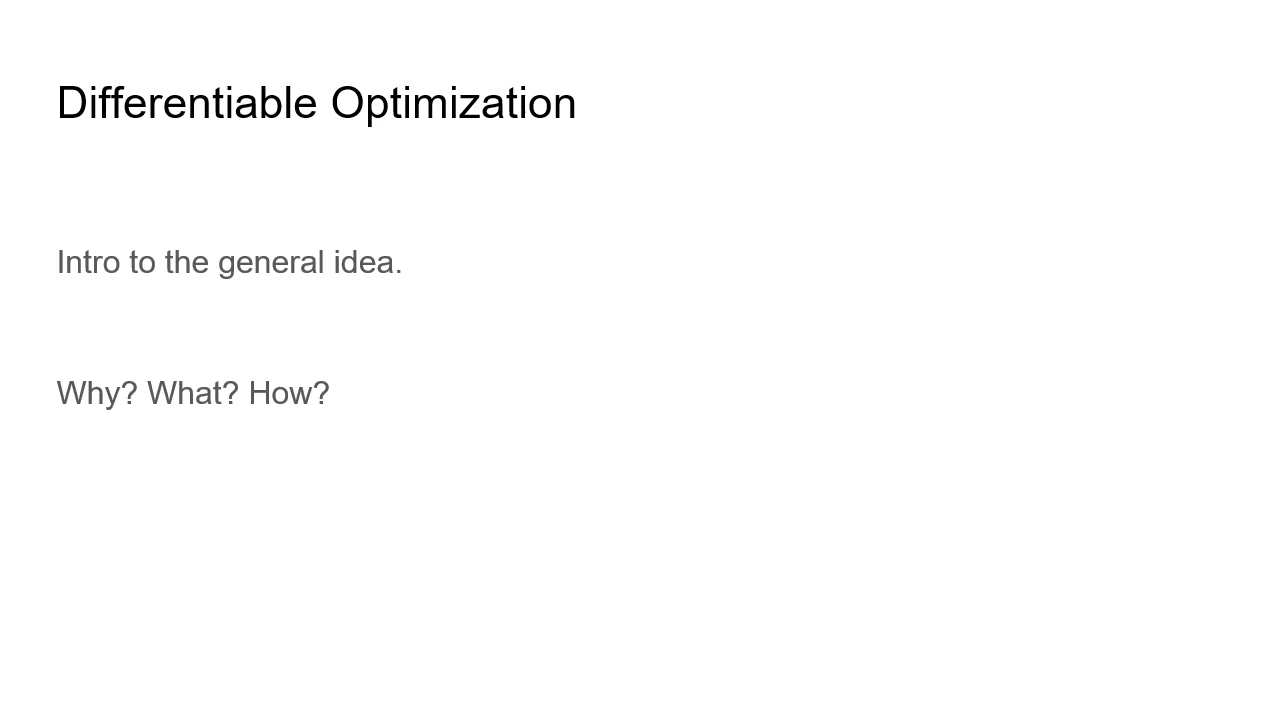 Differentiable Optimization
Intro to the general idea.
Why? What? How?